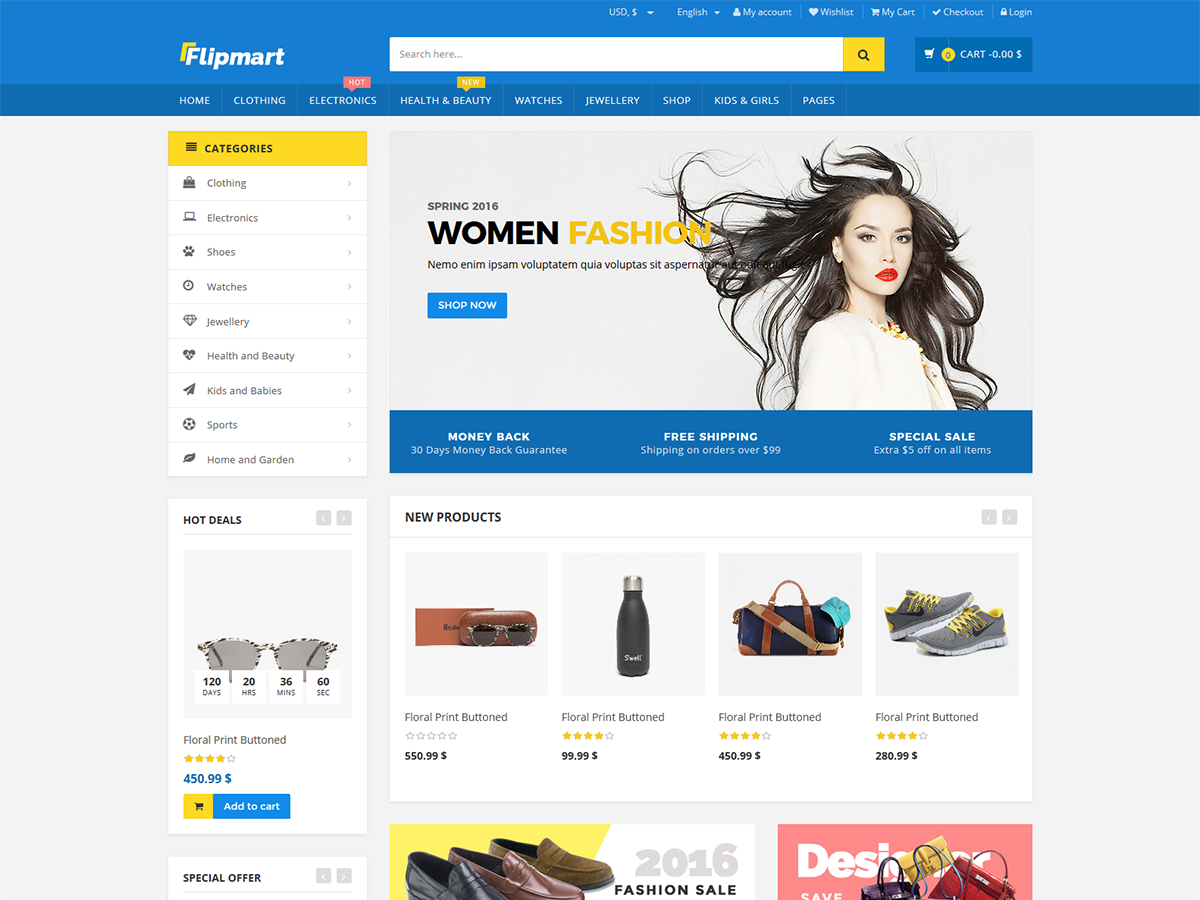 USD, $ English My account Wishlist My Cart Checkout Login
Flipmart
Search here...
0 CART -0.00 $
HOT
NEW
HOME CLOTHING ELECTRONICS HEALTH & BEAUTY WATCHES JEWELLERY SHOP KIDS & GIRLS PAGES
CATEGORIES
Clothing
Electronics
Shoes
Watches
Jewellery
Health and Beauty
Kids and Babies
Sports
Home and Garden
SPRING 2016
WOMEN FASHION
Nemo enim ipsam voluptatem quia voluptas sit aspernatur aut odit aut fugit
SHOP NOW
MONEY BACK
30 Days Money Back Guarantee
FREE SHIPPING
Shipping on orders over $99
SPECIAL SALE
Extra $5 off on all items
HOT DEALS
120 20 36 60
DAYS HRS MINS SEC
Floral Print Buttoned
450.99 $
Add to cart
SPECIAL OFFER
NEW PRODUCTS
S'well
Floral Print Buttoned
550.99 $
Floral Print Buttoned
99.99 $
Floral Print Buttoned
450.99 $
Floral Print Buttoned
280.99 $
2016
FASHION SALE
Designer
SAVE